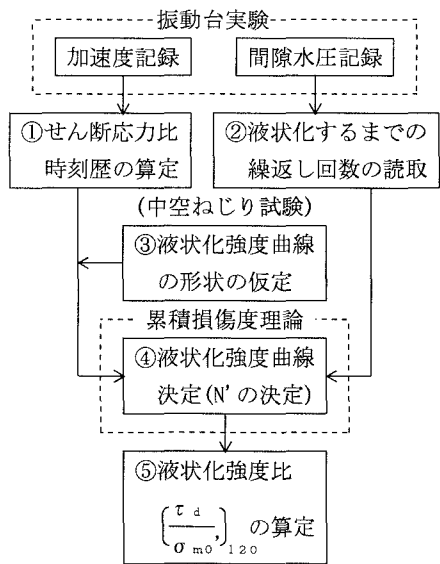 振動台実験
加速度記録
間隙水圧記録
①せん断応力比
時刻歴の算定
②液状化するまでの
繰返し回数の読取
(中空ねじり試験)
③液状化強度曲線
の形状の仮定
累積損傷度理論
④液状化強度曲線
決定(N'の決定)
⑤液状化強度比
(τd/σm0')120 の算定